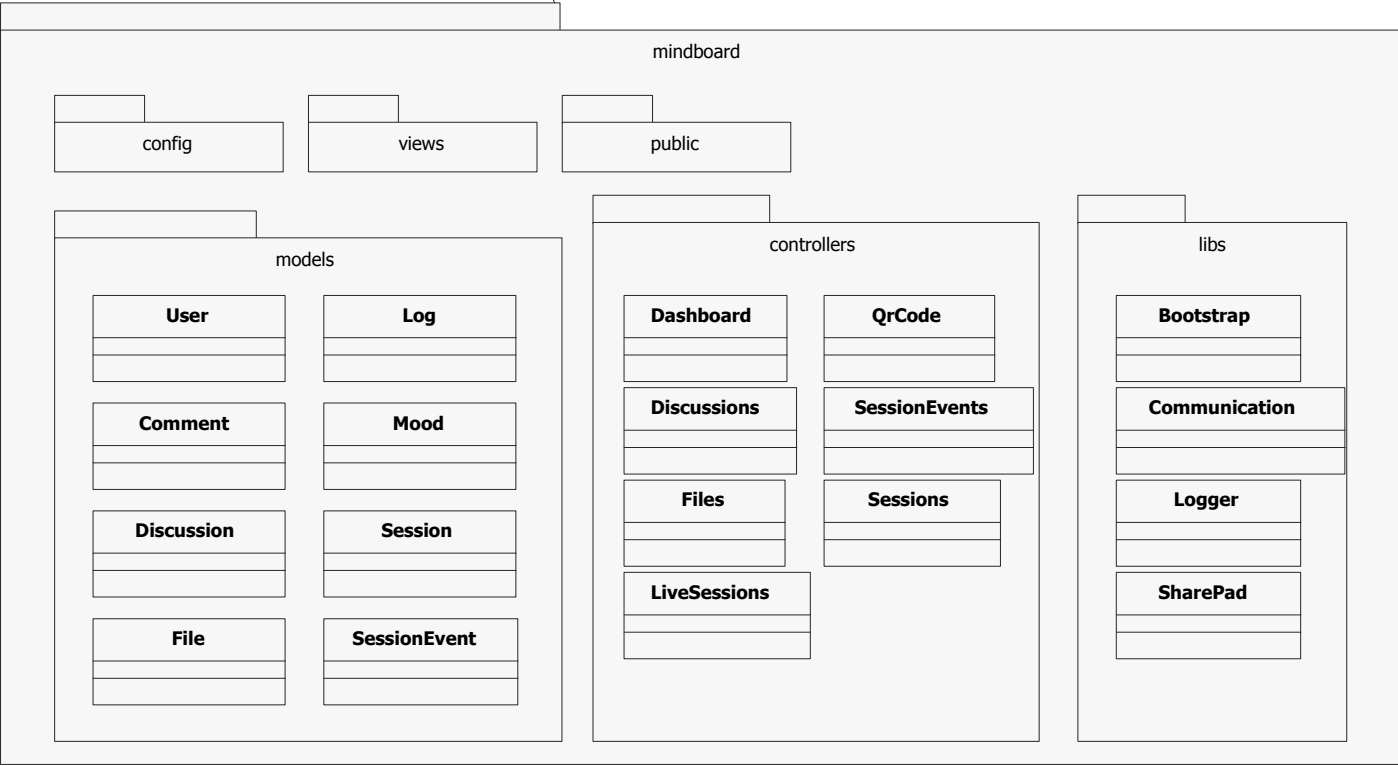 mindboard
config
views
public
models
User
Log
Comment
Mood
Discussion
Session
File
SessionEvent
controllers
Dashboard
QrCode
Discussions
SessionEvents
Files
Sessions
LiveSessions
libs
Bootstrap
Communication
Logger
SharePad